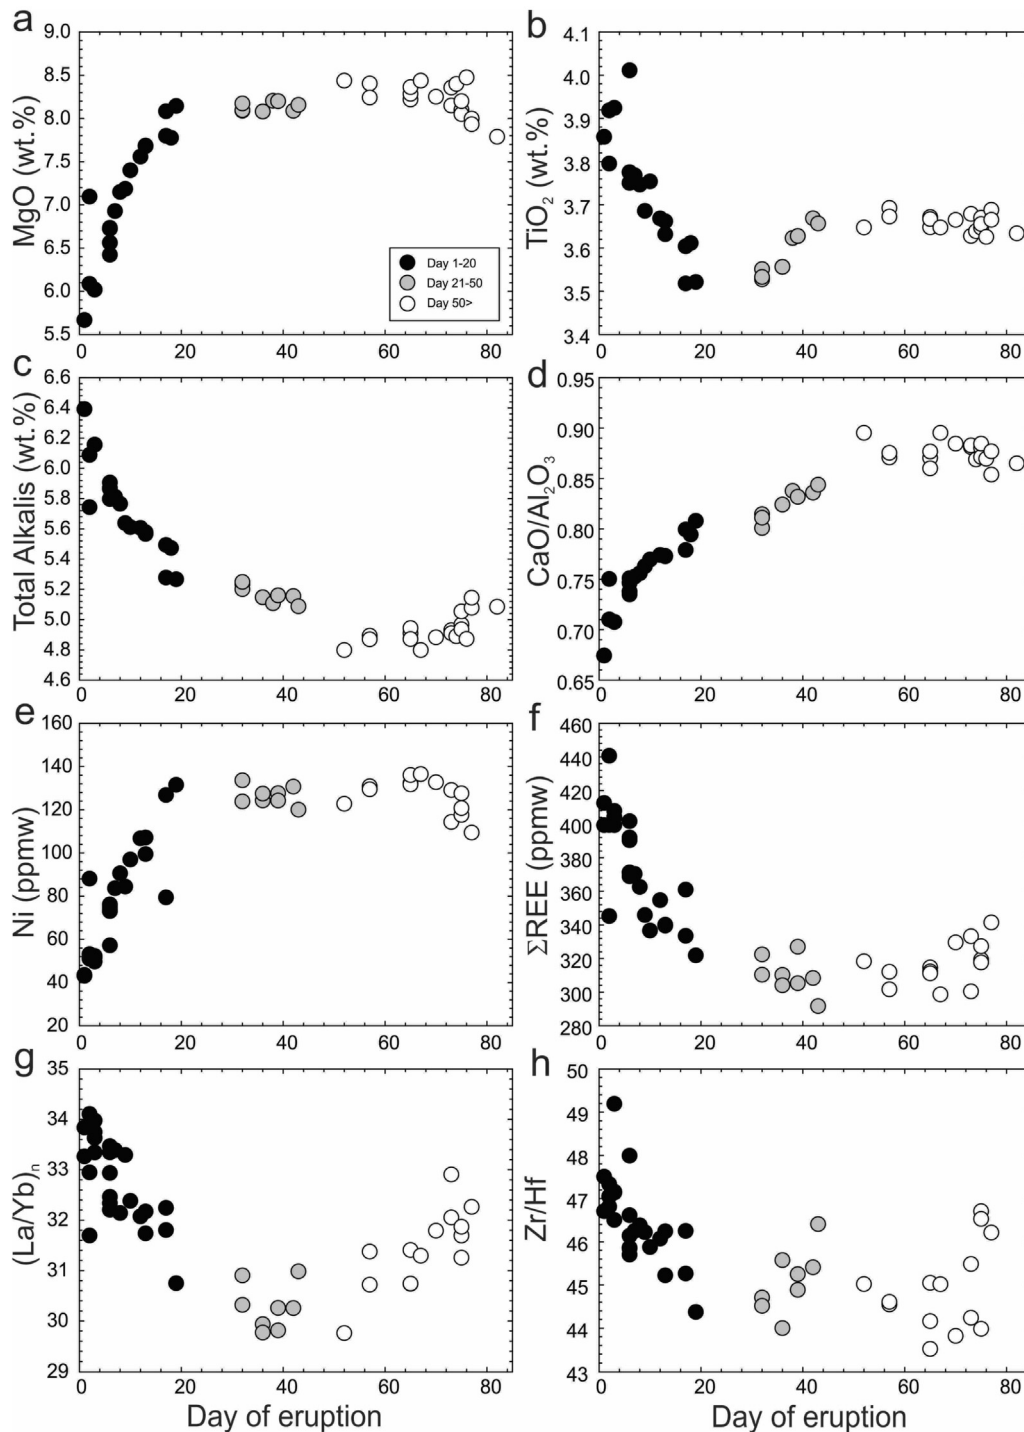 a
MgO (wt.%)
9.0
8.5
8.0
7.5
7.0
6.5
6.0
5.5
0 20 40 60 80
Day 1-20
Day 21-50
Day 50>
b
TiO2 (wt.%)
4.1
4.0
3.9
3.8
3.7
3.6
3.5
3.4
0 20 40 60 80
c
Total Alkalis (wt.%)
6.6
6.4
6.2
6.0
5.8
5.6
5.4
5.2
5.0
4.8
4.6
0 20 40 60 80
d
CaO/Al2O3
0.95
0.90
0.85
0.80
0.75
0.70
0.65
0 20 40 60 80
e
Ni (ppmw)
160
140
120
100
80
60
40
20
0 20 40 60 80
f
ΣREE (ppmw)
460
440
420
400
380
360
340
320
300
280
0 20 40 60 80
g
(La/Yb)n
35
34
33
32
31
30
29
0 20 40 60 80
Day of eruption
h
Zr/Hf
50
49
48
47
46
45
44
43
0 20 40 60 80
Day of eruption